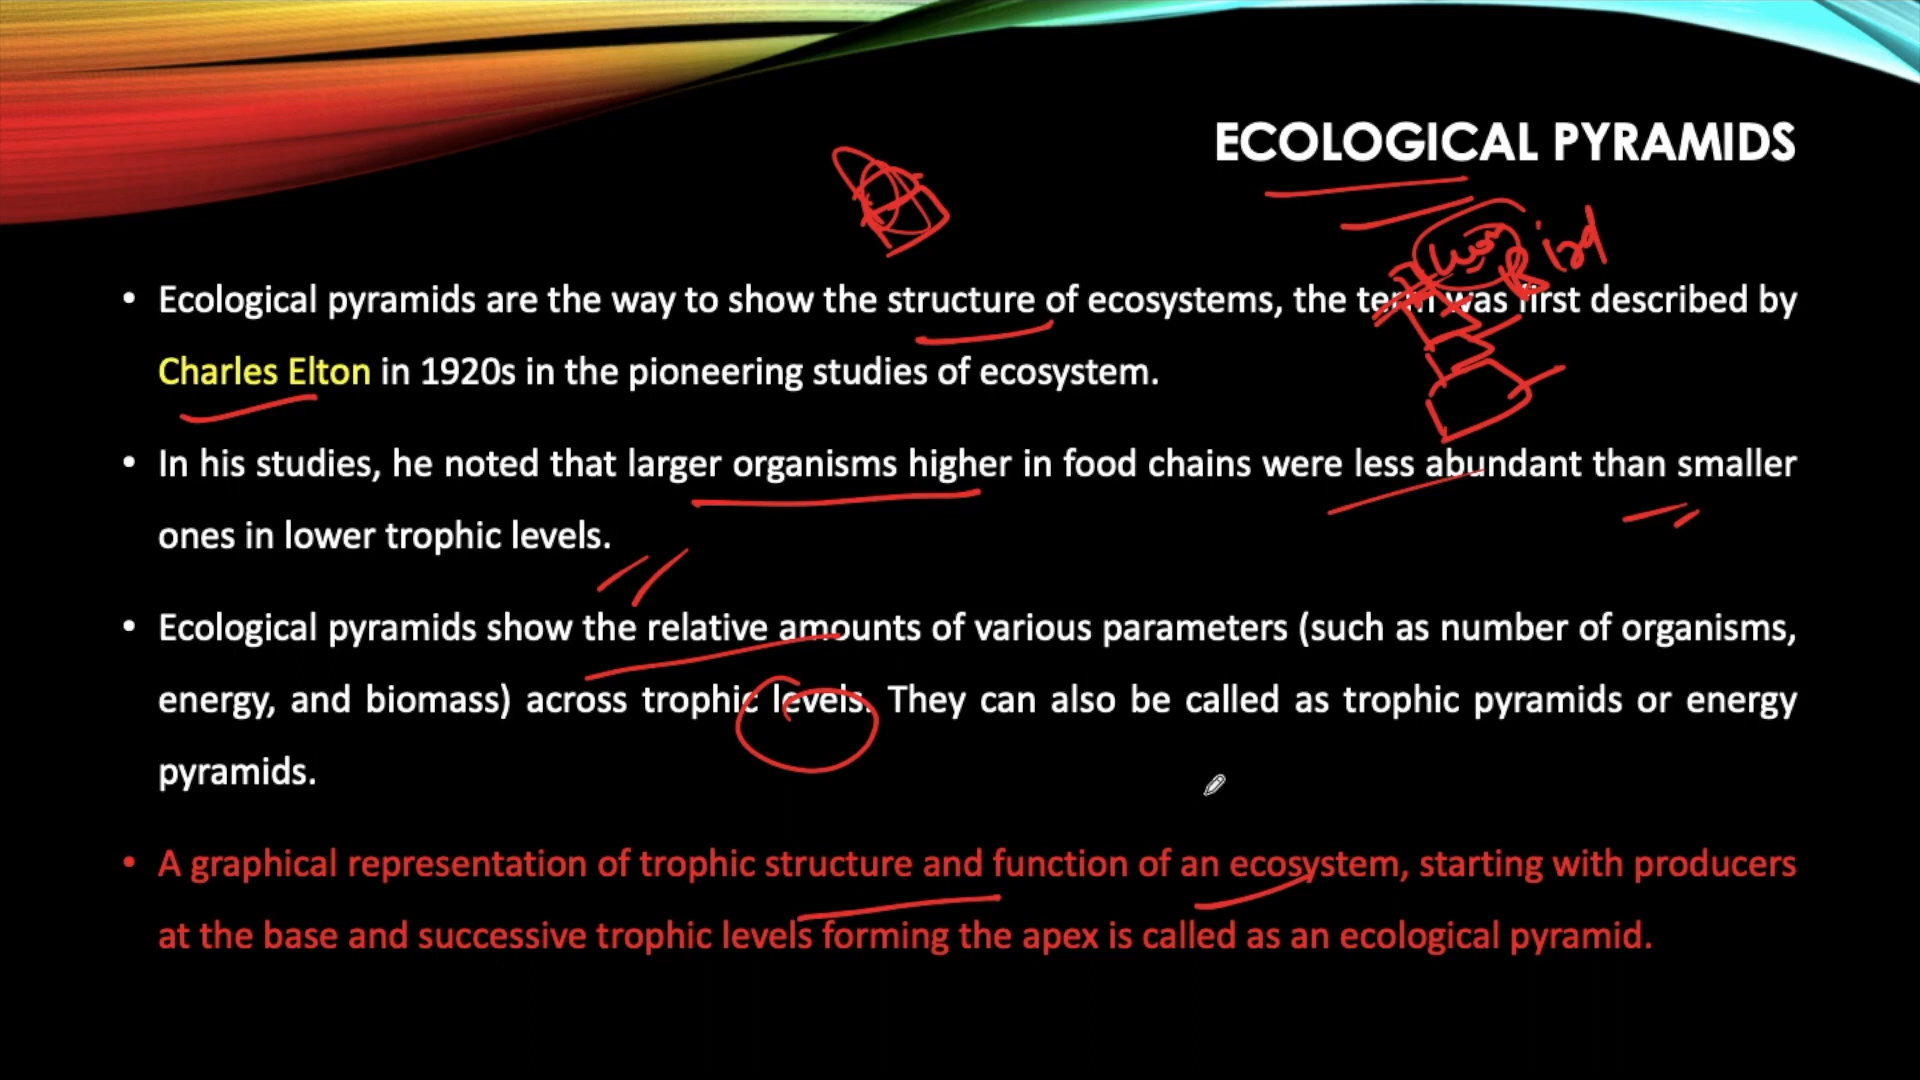 ECOLOGICAL PYRAMIDS
• Ecological pyramids are the way to show the structure of ecosystems, the term was first described by
Charles Elton in 1920s in the pioneering studies of ecosystem.
• In his studies, he noted that larger organisms higher in food chains were less abundant than smaller
ones in lower trophic levels.
• Ecological pyramids show the relative amounts of various parameters (such as number of organisms,
energy, and biomass) across trophic levels. They can also be called as trophic pyramids or energy
pyramids.
• A graphical representation of trophic structure and function of an ecosystem, starting with producers
at the base and successive trophic levels forming the apex is called as an ecological pyramid.